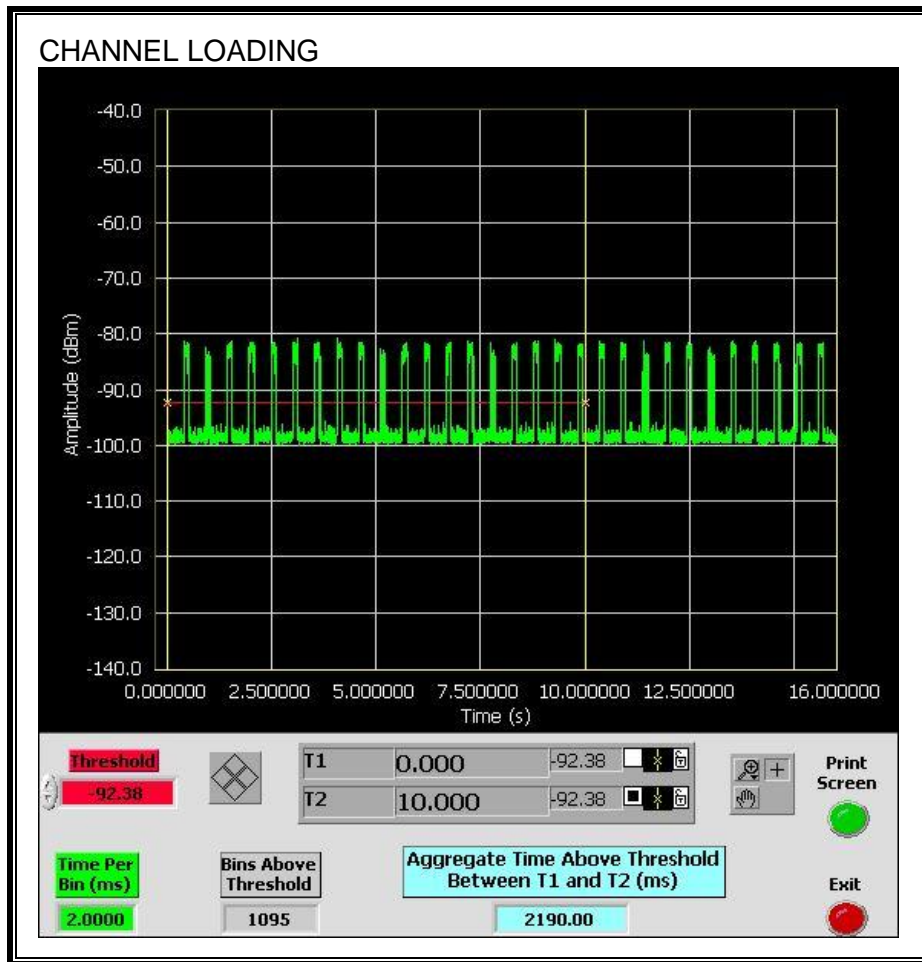 CHANNEL LOADING
-40.0
-50.0
-60.0
-70.0
-80.0
-90.0
-100.0
-110.0
-120.0
-130.0
-140.0
Amplitude (dBm)
0.000000 2.500000 5.000000 7.500000 10.000000 12.500000 16.000000
Time (s)
Threshold
-92.38
T1 0.000 -92.38
T2 10.000 -92.38
Print
Screen
Time Per
Bin (ms)
2.0000
Bins Above
Threshold
1095
Aggregate Time Above Threshold
Between T1 and T2 (ms)
2190.00
Exit